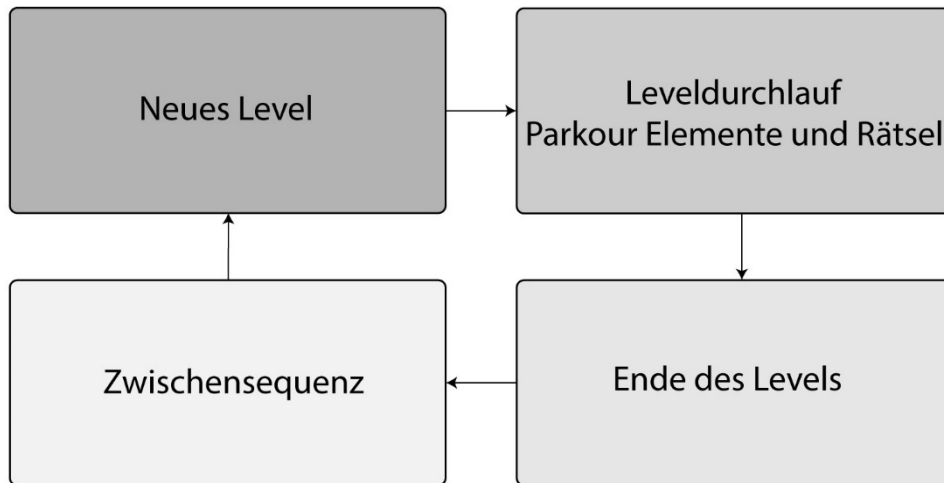 Neues Level
Leveldurchlauf
Parkour Elemente und Rätsel
Zwischensequenz
Ende des Levels